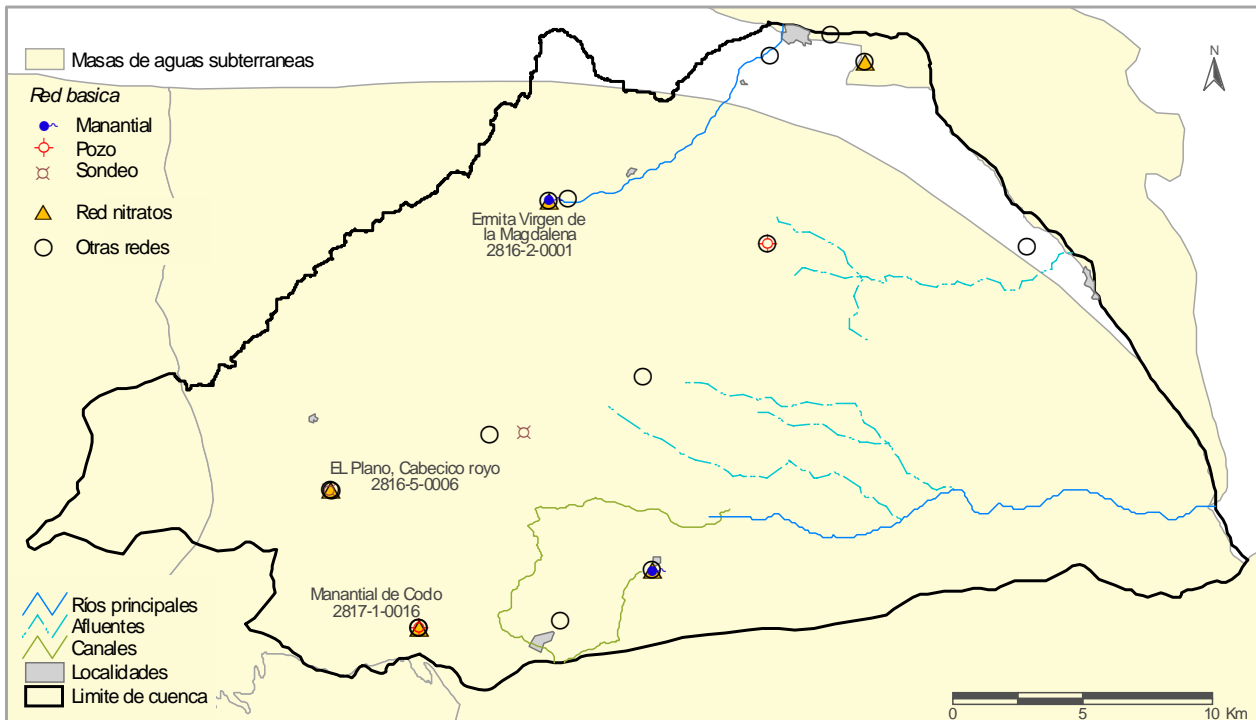 Masas de aguas subterraneas
Red basica
Manantial
Pozo
Sondeo
Red nitratos
Otras redes
N
Ermita Virgen de
la Magdalena
2816-2-0001
EL Plano, Cabecico royo
2816-5-0006
Manantial de Codo
2817-1-0016
Ríos principales
Afluentes
Canales
Localidades
Limite de cuenca
0 5 10 Km